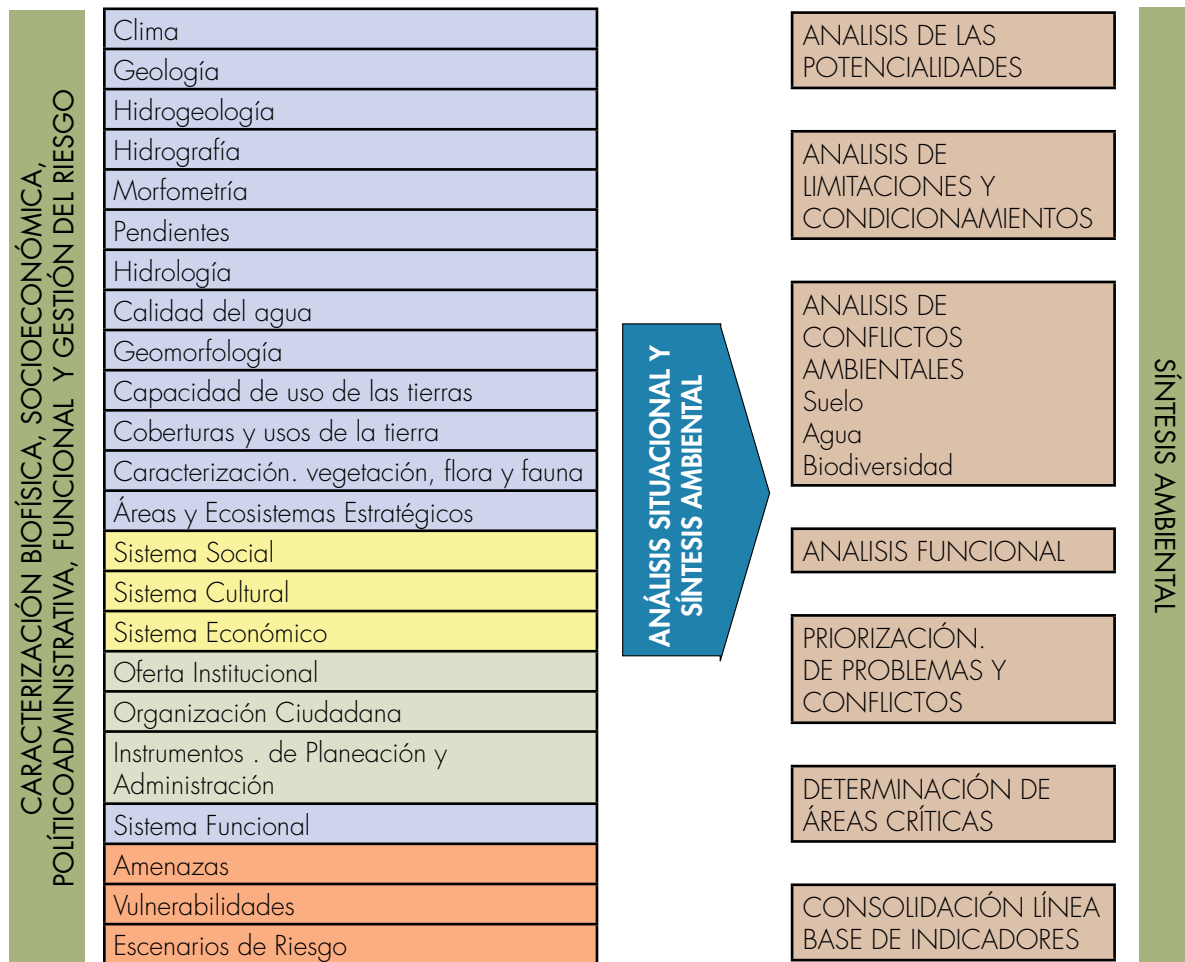 CARACTERIZACIÓN BIOFÍSICA, SOCIOECONÓMICA,
POLÍTICOADMINISTRATIVA, FUNCIONAL Y GESTIÓN DEL RIESGO
Clima
Geología
Hidrogeología
Hidrografía
Morfometría
Pendientes
Hidrología
Calidad del agua
Geomorfología
Capacidad de uso de las tierras
Coberturas y usos de la tierra
Caracterización. vegetación, flora y fauna
Áreas y Ecosistemas Estratégicos
Sistema Social
Sistema Cultural
Sistema Económico
Oferta Institucional
Organización Ciudadana
Instrumentos . de Planeación y
Administración
Sistema Funcional
Amenazas
Vulnerabilidades
Escenarios de Riesgo
ANÁLISIS SITUACIONAL Y
SÍNTESIS AMBIENTAL
ANALISIS DE LAS
POTENCIALIDADES
ANALISIS DE
LIMITACIONES Y
CONDICIONAMIENTOS
ANALISIS DE
CONFLICTOS
AMBIENTALES
Suelo
Agua
Biodiversidad
ANALISIS FUNCIONAL
PRIORIZACIÓN.
DE PROBLEMAS Y
CONFLICTOS
DETERMINACIÓN DE
ÁREAS CRÍTICAS
CONSOLIDACIÓN LÍNEA
BASE DE INDICADORES
SÍNTESIS AMBIENTAL